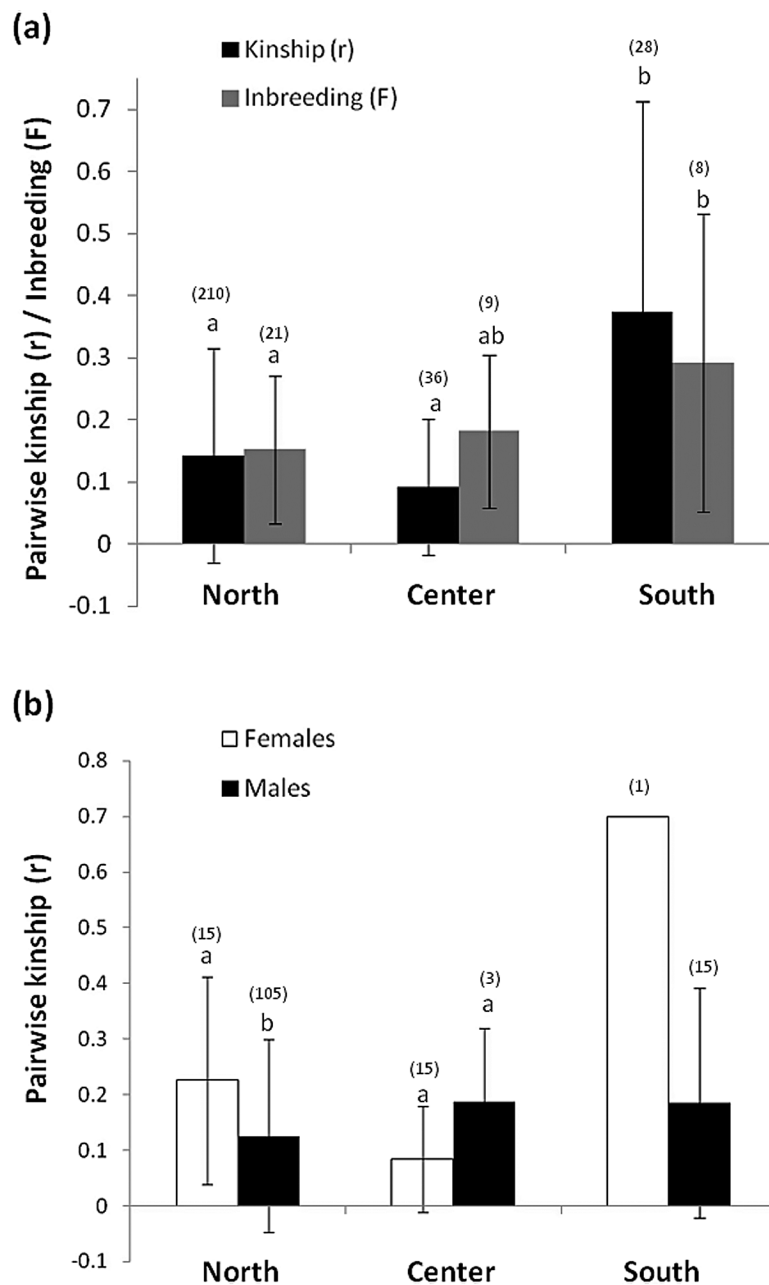 (a)
Kinship (r)
Inbreeding (F)
Pairwise kinship (r) / Inbreeding (F)
0.7
0.6
0.5
0.4
0.3
0.2
0.1
0
-0.1
(210)
a
(21)
a
(36)
a
(9)
ab
(28)
b
(8)
b
North Center South
(b)
Females
Males
Pairwise kinship (r)
0.8
0.7
0.6
0.5
0.4
0.3
0.2
0.1
0
-0.1
(15)
a
(105)
b
(15)
a
(3)
a
(1)
(15)
North Center South